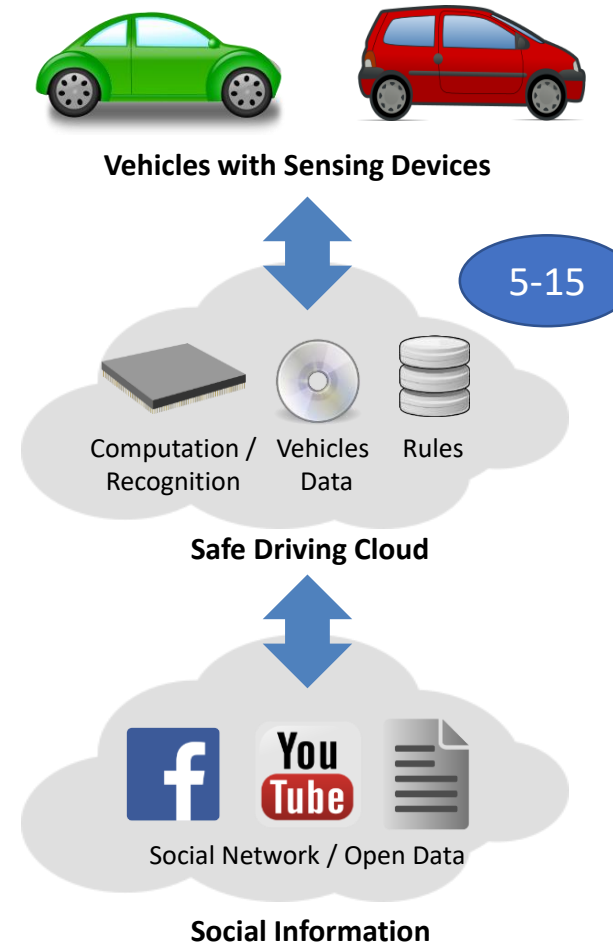 Vehicles with Sensing Devices
5-15
Computation / Vehicles Rules
Recognition Data
Safe Driving Cloud
f
You
Tube
Social Network / Open Data
Social Information